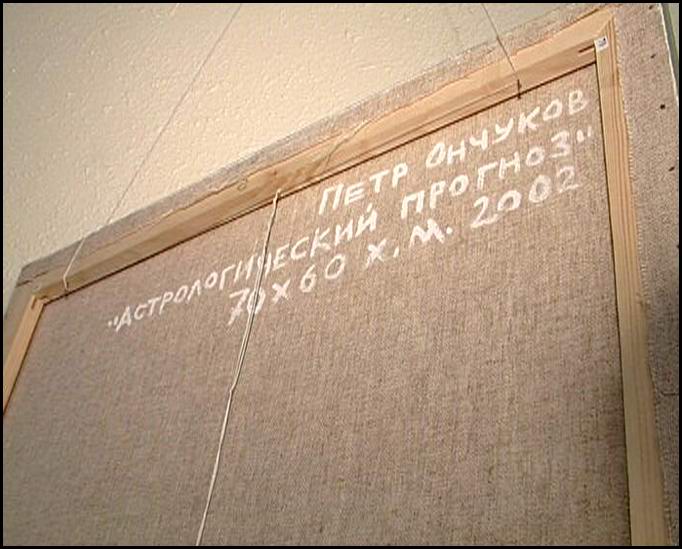 ПЕТР ОНЧУКОВ
"АСТРОЛОГИЧЕСКИЙ ПРОГНОЗ"
70 х 60 х. м. 2002